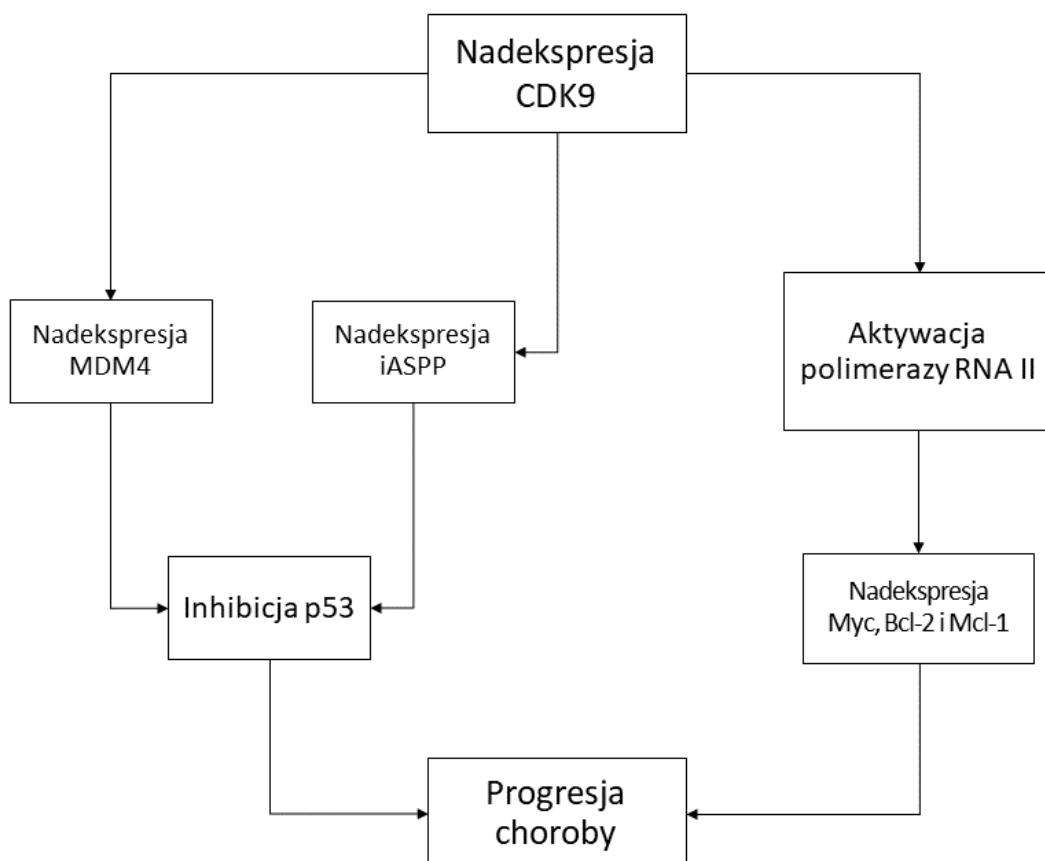 Nadekspresja
CDK9
Nadekspresja
MDM4
Nadekspresja
iASPP
Aktywacja
polimerazy RNA II
Inhibicja p53
Nadekspresja
Myc, Bcl-2 i Mcl-1
Progresja
choroby